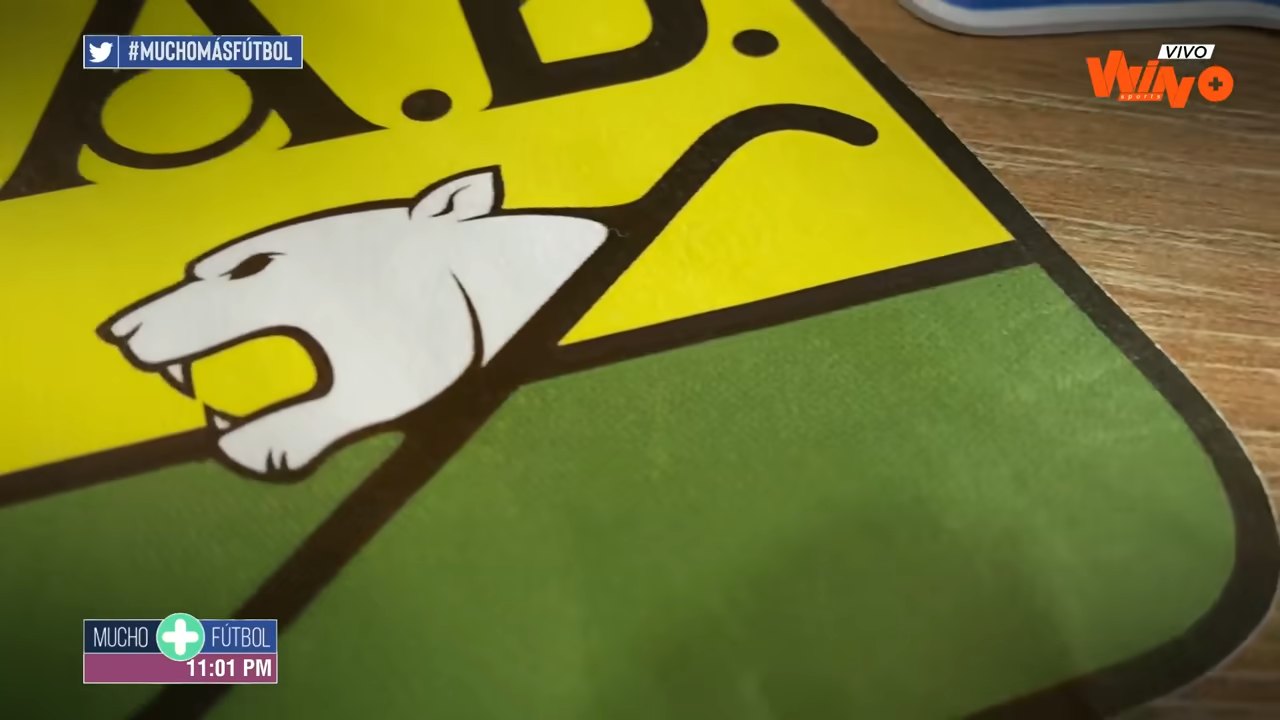 #MUCHOMÁSFÚTBOL
A.D.
VIVO
WIN+
sports
MUCHO + FÚTBOL
11:01 PM